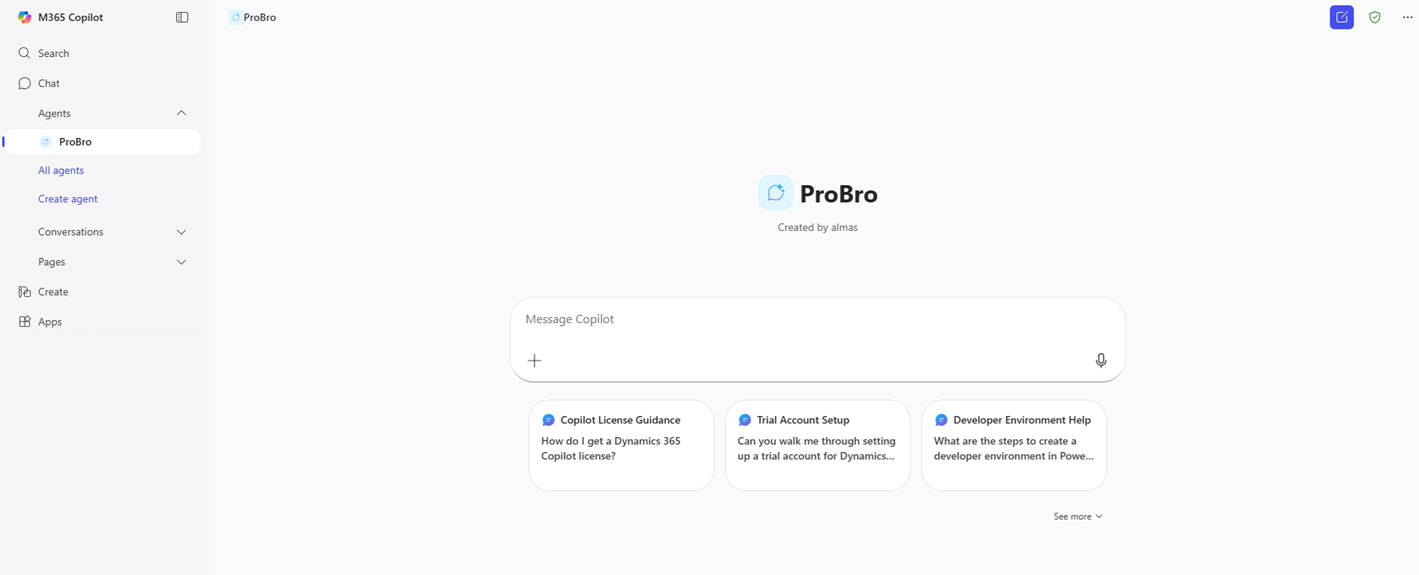 M365 Copilot
Search
Chat
Agents
ProBro
All agents
Create agent
Conversations
Pages
Create
Apps
ProBro
ProBro
Created by almas
Message Copilot
Copilot License Guidance
How do I get a Dynamics 365
Copilot license?
Trial Account Setup
Can you walk me through setting
up a trial account for Dynamics...
Developer Environment Help
What are the steps to create a
developer environment in Powe...
See more